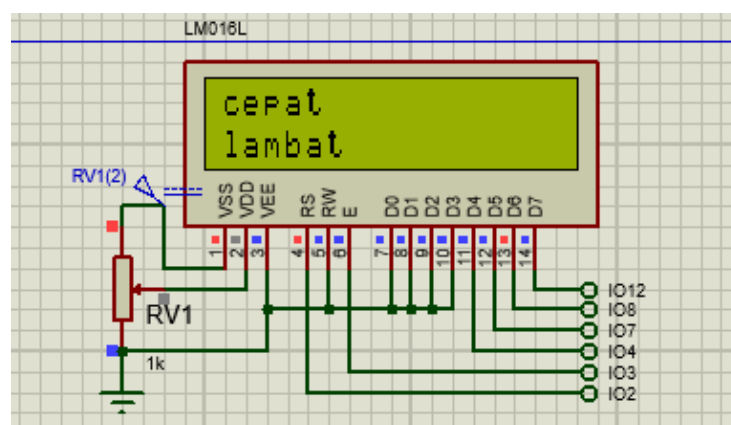 LM016L
cepat
lambat
RV1(2)
VSS VDD VEE RS RW E D0 D1 D2 D3 D4 D5 D6 D7
1 2 3 4 5 6 7 8 9 10 11 12 13 14
IO12
RV1 IO8
IO7
1k IO4
IO3
IO2